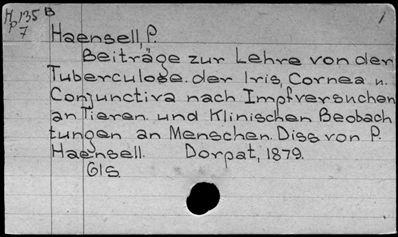 H 135 B
P 7
1
Haensell, P.
Beiträge zur Lehre von der
Tuberculose der Iris, Cornea u.
Conjunctiva nach Impfversuchen
an Tieren und Klinischen Beobach
tungen an Menschen. Diss von P.
Haensell. Dorpat, 1879.
61S.